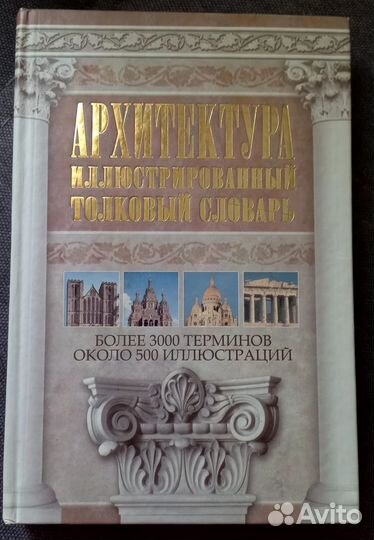 АРХИТЕКТУРА
ИЛЛЮСТРИРОВАННЫЙ
ТОЛКОВЫЙ СЛОВАРЬ
БОЛЕЕ 3000 ТЕРМИНОВ
ОКОЛО 500 ИЛЛЮСТРАЦИЙ
Avito